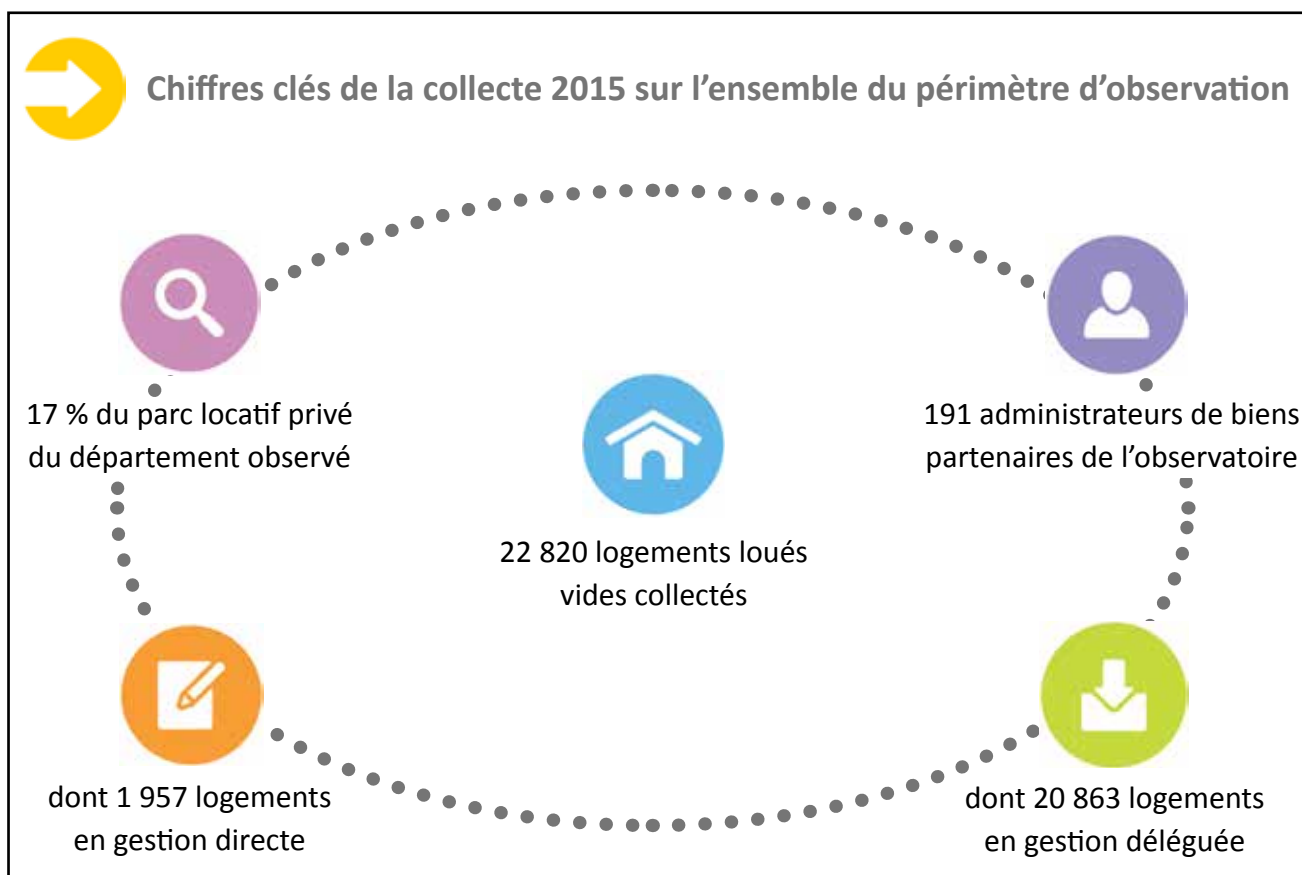 Chiffres clés de la collecte 2015 sur l’ensemble du périmètre d’observation
17 % du parc locatif privé
du département observé
191 administrateurs de biens
partenaires de l’observatoire
22 820 logements loués
vides collectés
dont 1 957 logements
en gestion directe
dont 20 863 logements
en gestion déléguée